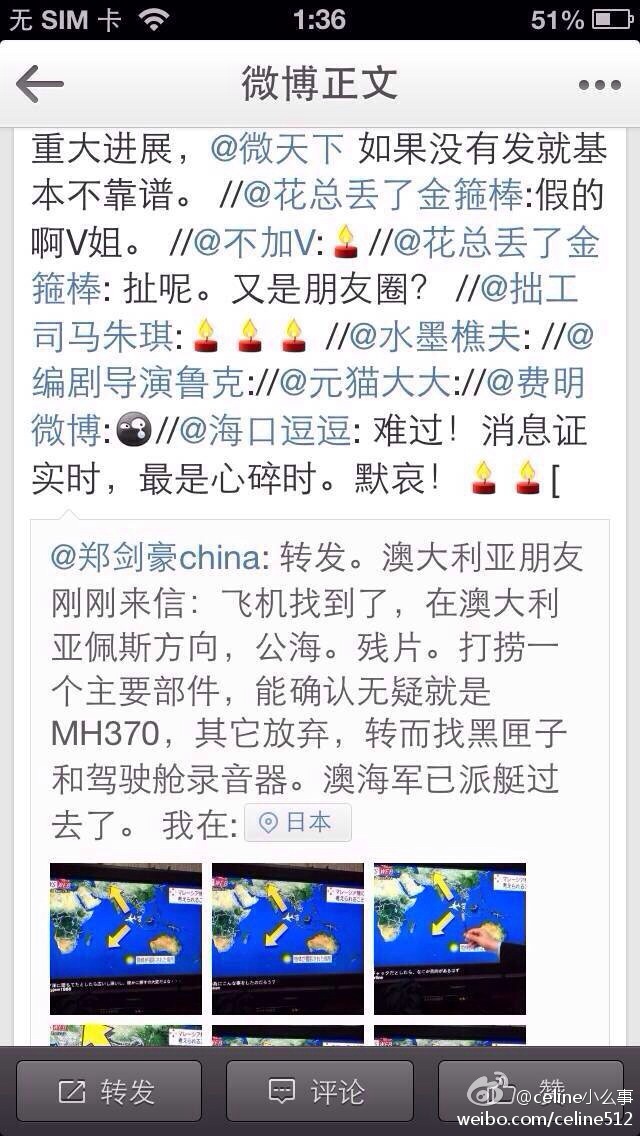 无 SIM 卡 1:36 51%
微博正文
重大进展，@微天下 如果没有发就基
本不靠谱。 //@花总丢了金箍棒:假的
啊V姐。 //@不加V: //@花总丢了金
箍棒: 扯呢。又是朋友圈？ //@拙工
司马朱琪: //@水墨樵夫: //@
编剧导演鲁克://@元猫大大://@费明
微博: //@海口逗逗: 难过！消息证
实时，最是心碎时。默哀！ [
@郑剑豪china: 转发。澳大利亚朋友
刚刚来信：飞机找到了，在澳大利
亚佩斯方向，公海。残片。打捞一
个主要部件，能确认无疑就是
MH370，其它放弃，转而找黑匣子
和驾驶舱录音器。澳海军已派艇过
去了。 我在: 日本
转发 评论 赞
@celine小么事
weibo.com/celine512